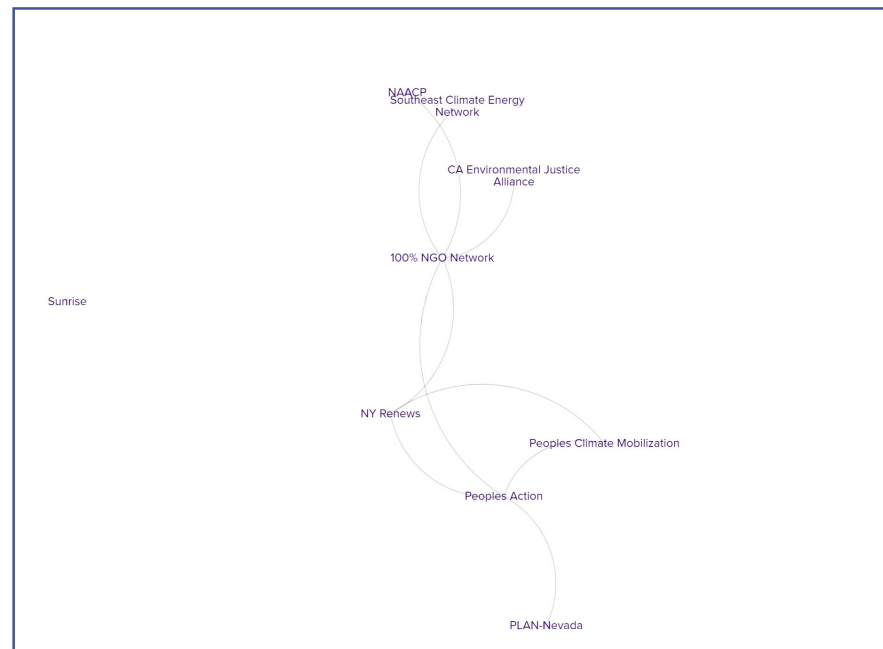 NAACP
Southeast Climate Energy
Network
CA Environmental Justice
Alliance
100% NGO Network
Sunrise
NY Renews
Peoples Climate Mobilization
Peoples Action
PLAN-Nevada